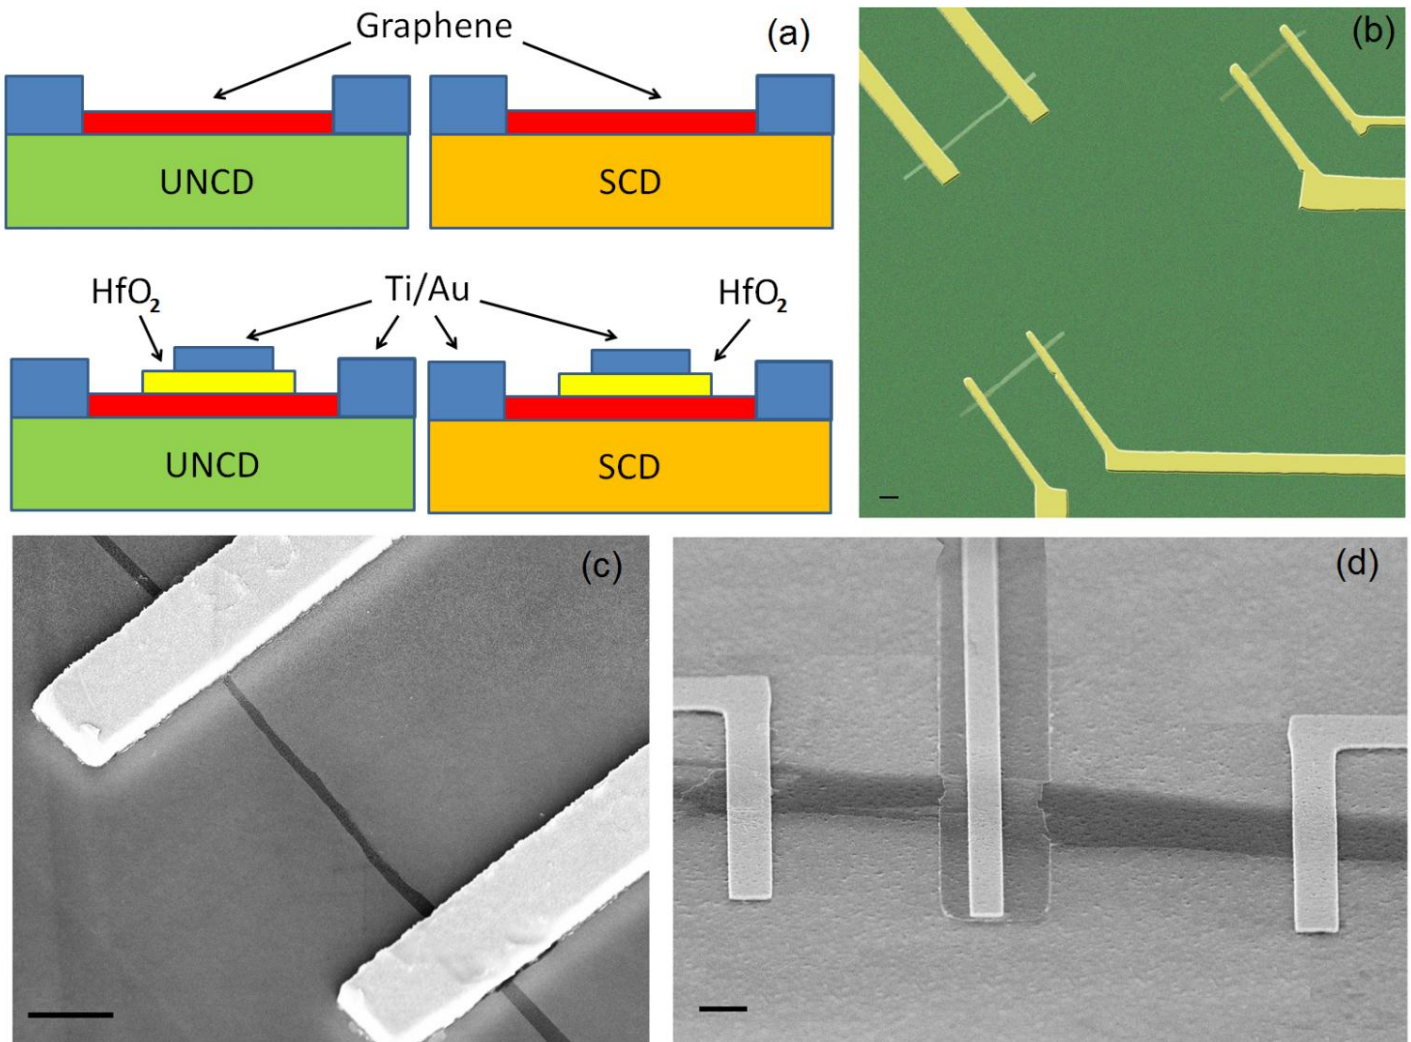 Graphene (a)
UNCD
SCD
HfO₂
Ti/Au
HfO₂
UNCD
SCD
(b)
(c)
(d)